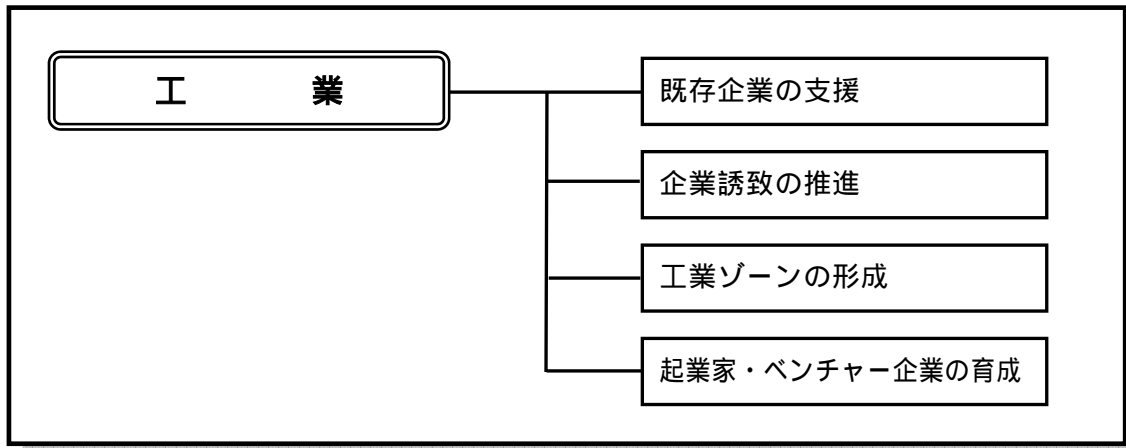 工　業
既存企業の支援
企業誘致の推進
工業ゾーンの形成
起業家・ベンチャー企業の育成